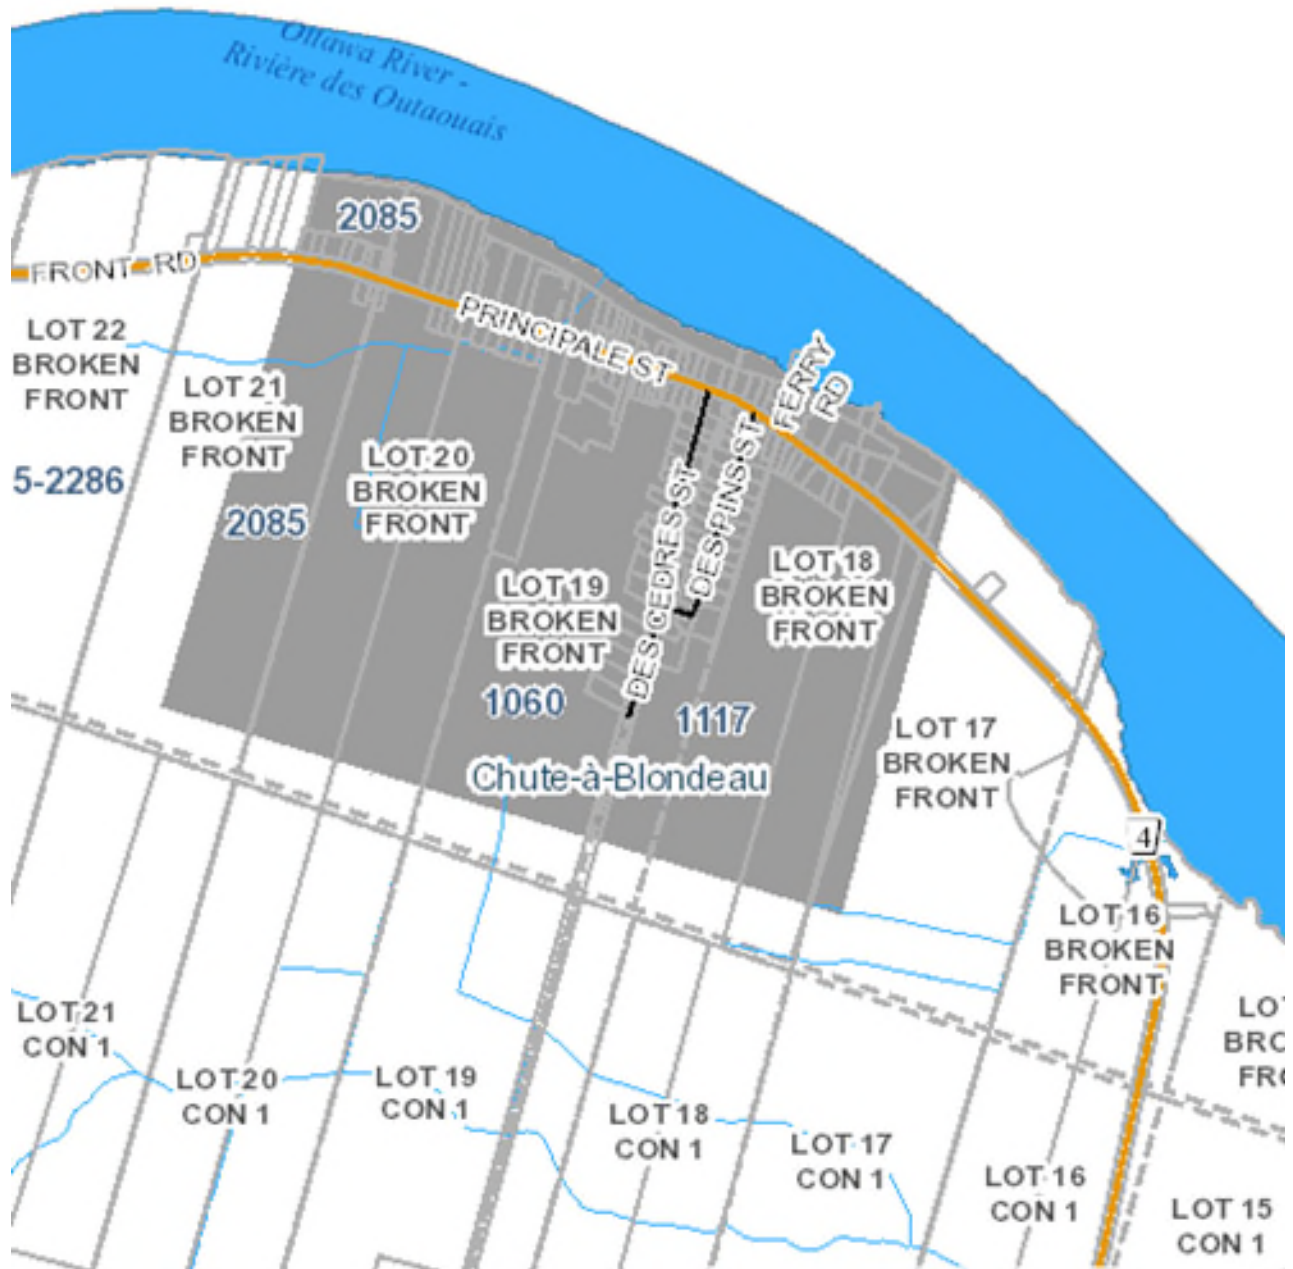 Ottawa River -
Rivière des Outaouais
2085
FRONT RD
PRINCIPALE ST
FERRY
RD
LOT 22
BROKEN
FRONT
LOT 21
BROKEN
FRONT
LOT 20
BROKEN
FRONT
5-2286
2085
DES CEDRES ST
DES PINS ST
LOT 19
BROKEN
FRONT
LOT 18
BROKEN
FRONT
1060
1117
Chute-à-Blondeau
LOT 17
BROKEN
FRONT
4
LOT 16
BROKEN
FRONT
LOT 21
CON 1
LOT 20
CON 1
LOT 19
CON 1
LOT 18
CON 1
LOT 17
CON 1
LOT 16
CON 1
LOT 15
CON 1